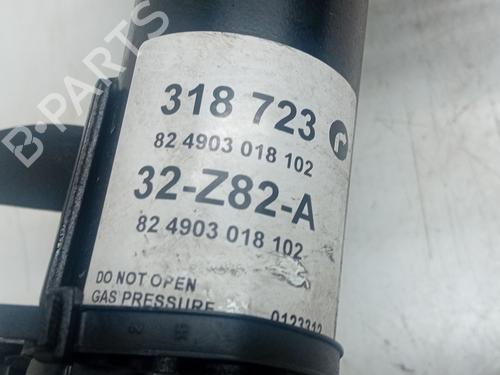 B-PARTS
318 723 r
82 4903 018 102
32-Z82-A
82 4903 018 102
DO NOT OPEN
GAS PRESSURE